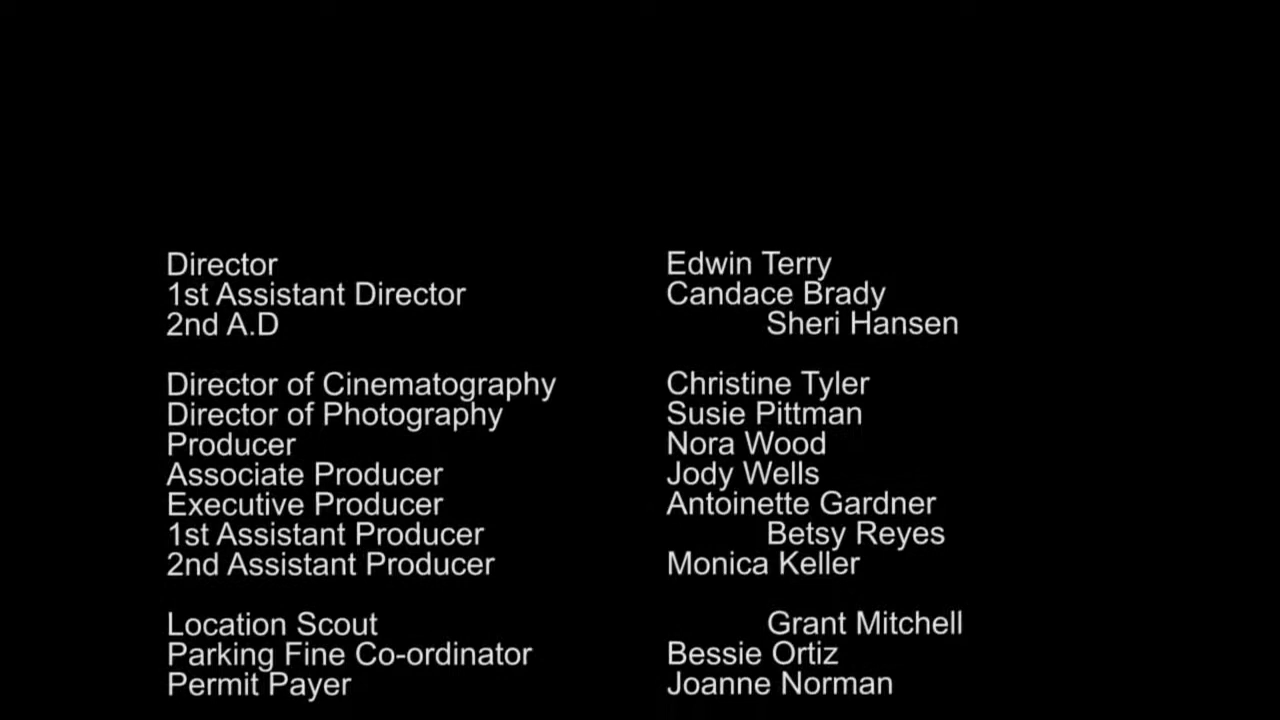 Director Edwin Terry
1st Assistant Director Candace Brady
2nd A.D Sheri Hansen
Director of Cinematography Christine Tyler
Director of Photography Susie Pittman
Producer Nora Wood
Associate Producer Jody Wells
Executive Producer Antoinette Gardner
1st Assistant Producer Betsy Reyes
2nd Assistant Producer Monica Keller
Location Scout Grant Mitchell
Parking Fine Co-ordinator Bessie Ortiz
Permit Payer Joanne Norman